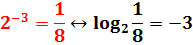 2⁻³ = 1/8 ↔ log₂ 1/8 = −3